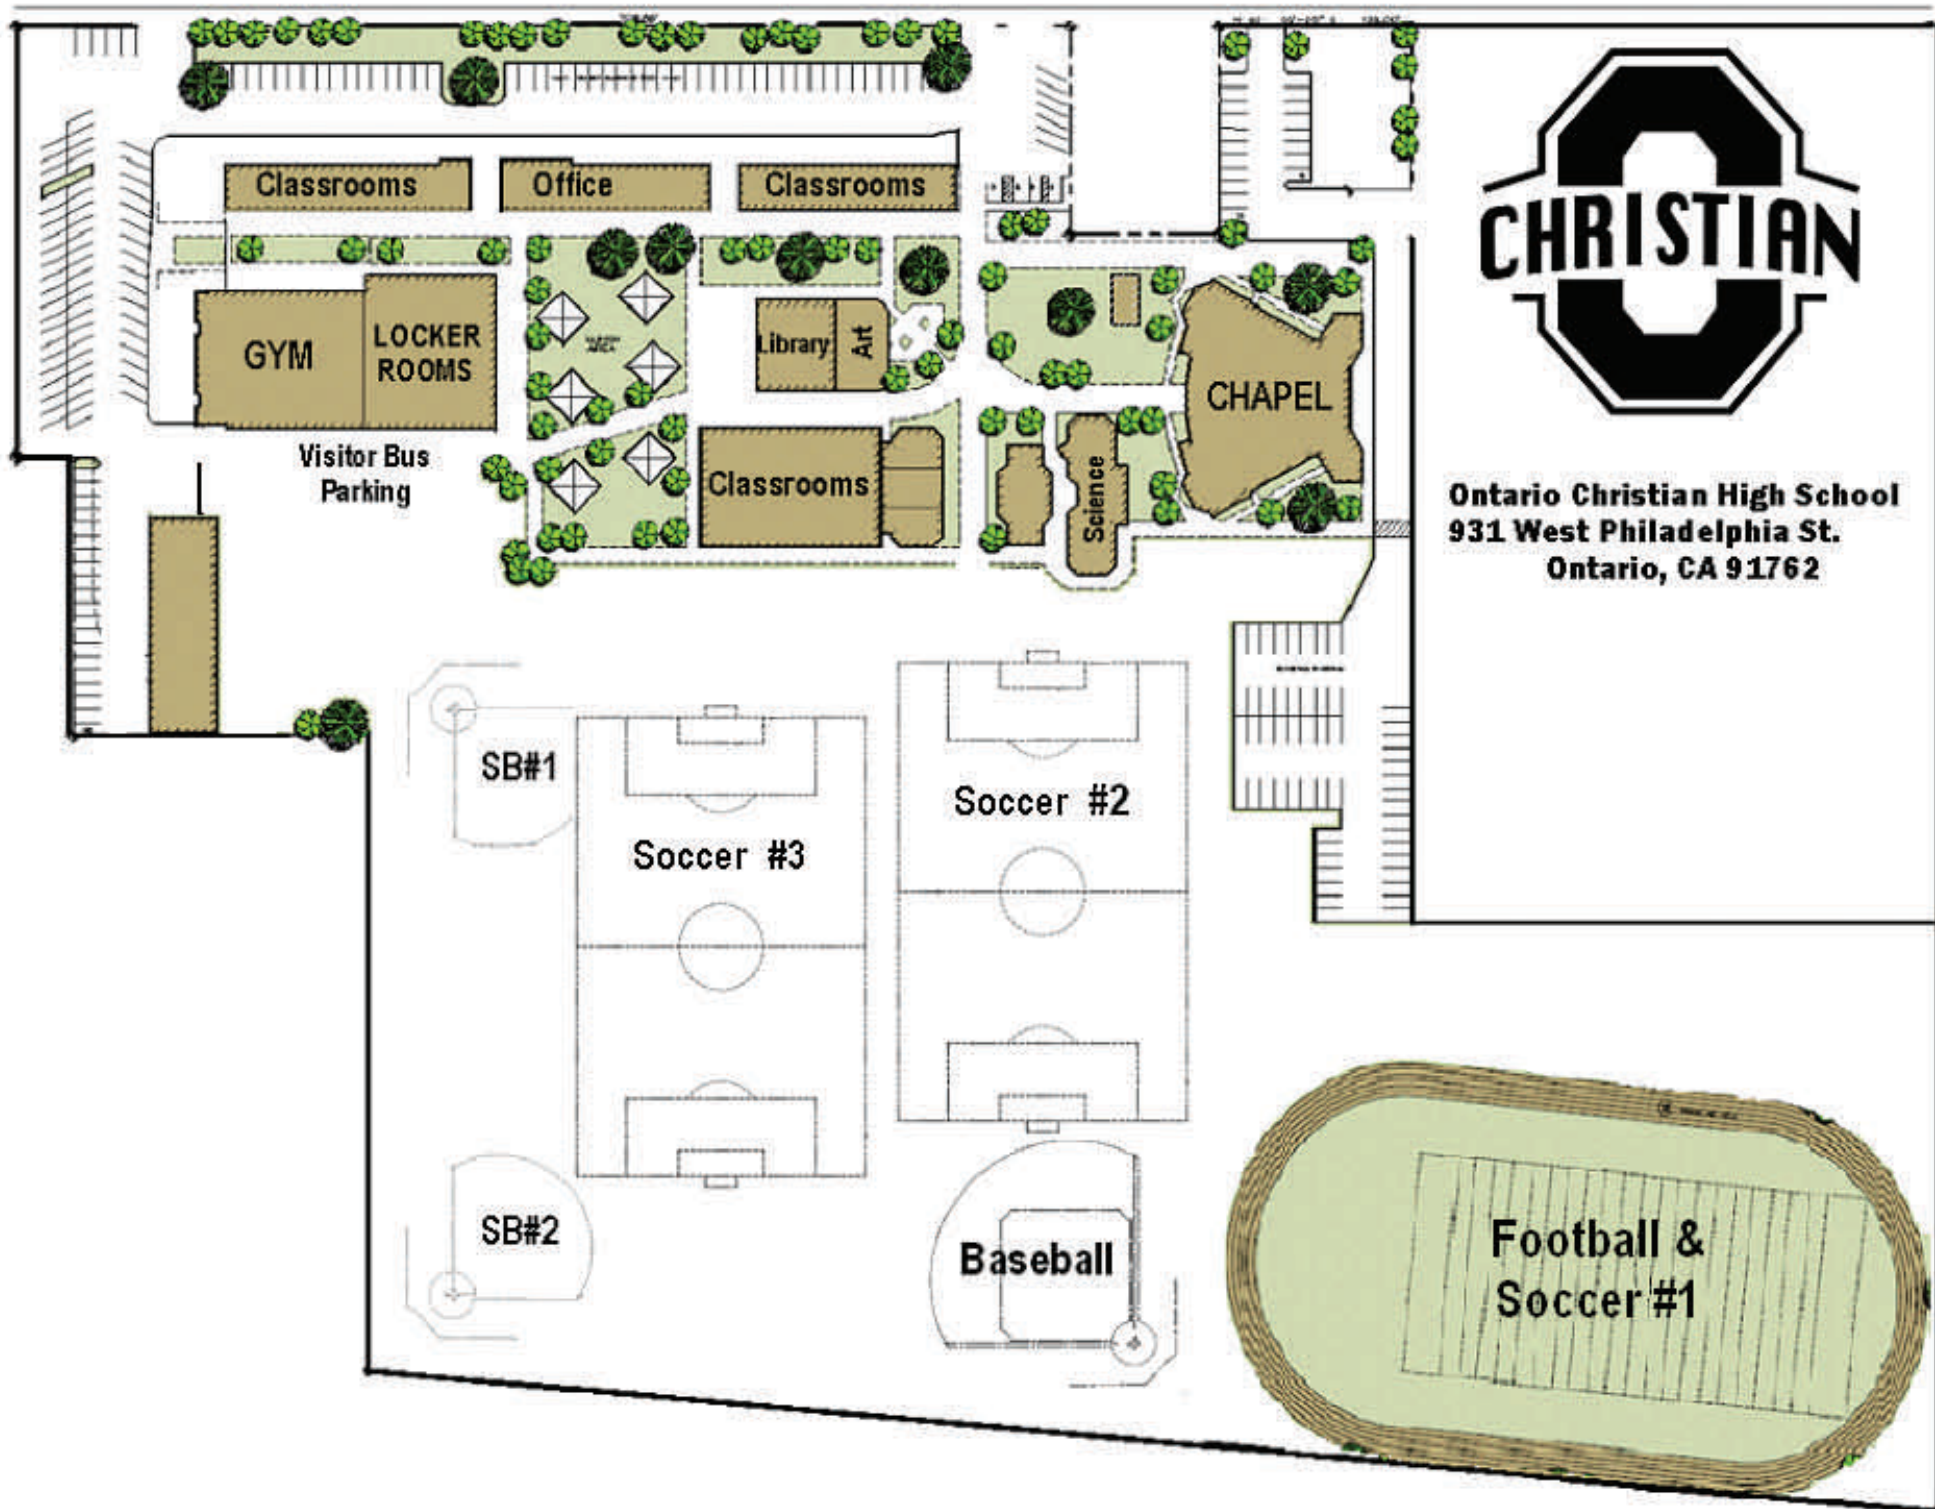 Classrooms
Office
Classrooms
O
CHRISTIAN
GYM
LOCKER
ROOMS
Library
Art
CHAPEL
Visitor Bus
Parking
Classrooms
Science
Ontario Christian High School
931 West Philadelphia St.
Ontario, CA 91762
SB#1
Soccer #3
Soccer #2
SB#2
Baseball
Football &
Soccer #1